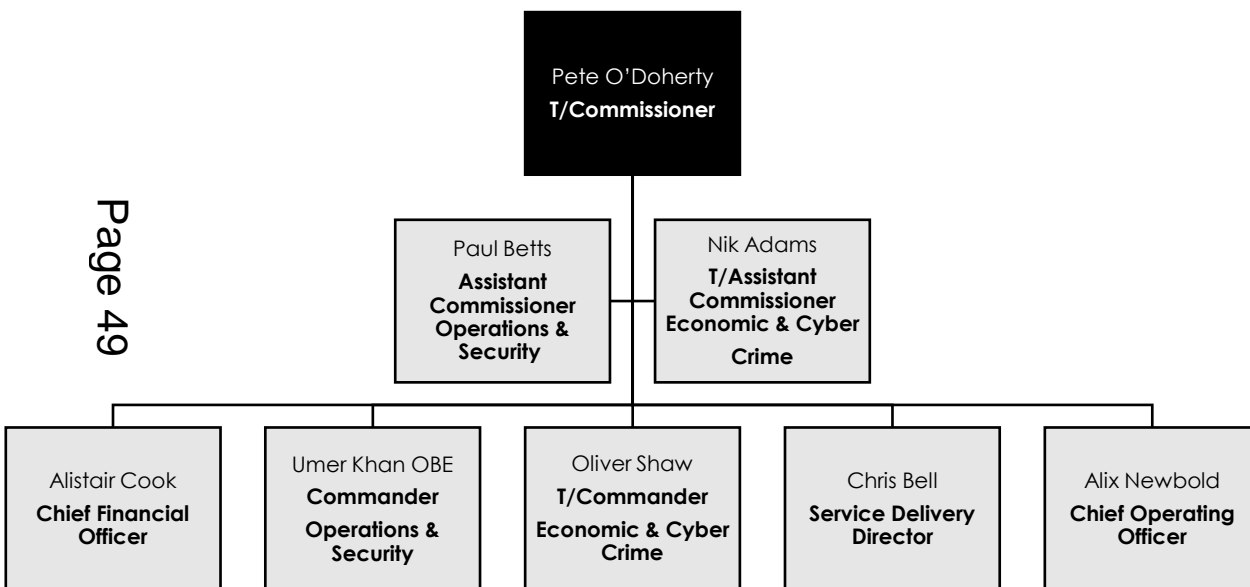 Pete O’Doherty
T/Commissioner
Page 49
Paul Betts
Assistant
Commissioner
Operations &
Security
Nik Adams
T/Assistant
Commissioner
Economic & Cyber
Crime
Alistair Cook
Chief Financial
Officer
Umer Khan OBE
Commander
Operations &
Security
Oliver Shaw
T/Commander
Economic & Cyber
Crime
Chris Bell
Service Delivery
Director
Alix Newbold
Chief Operating
Officer